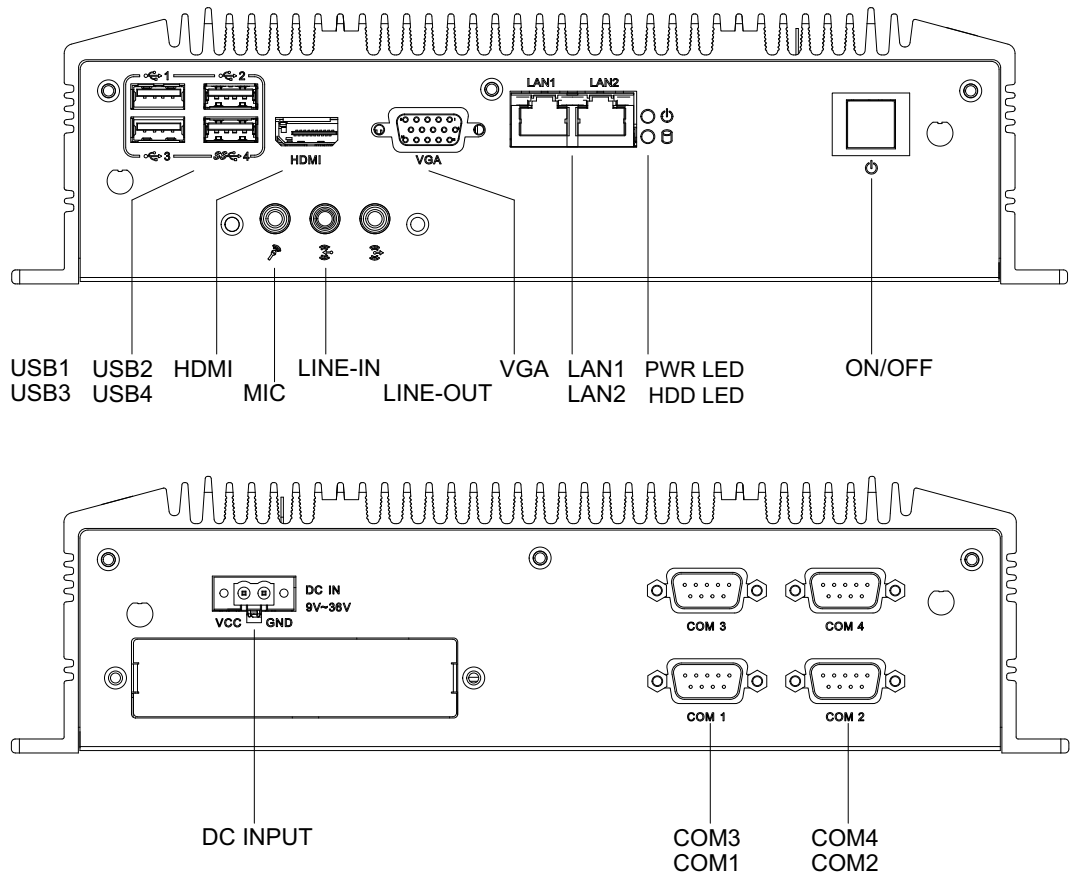 1 2
LAN1 LAN2
3 SS 4
HDMI
VGA
USB1 USB2 HDMI LINE-IN VGA LAN1 PWR LED ON/OFF
USB3 USB4 MIC LINE-OUT LAN2 HDD LED
DC IN
9V~36V
VCC GND
COM 3 COM 4
COM 1 COM 2
DC INPUT COM3 COM4
COM1 COM2